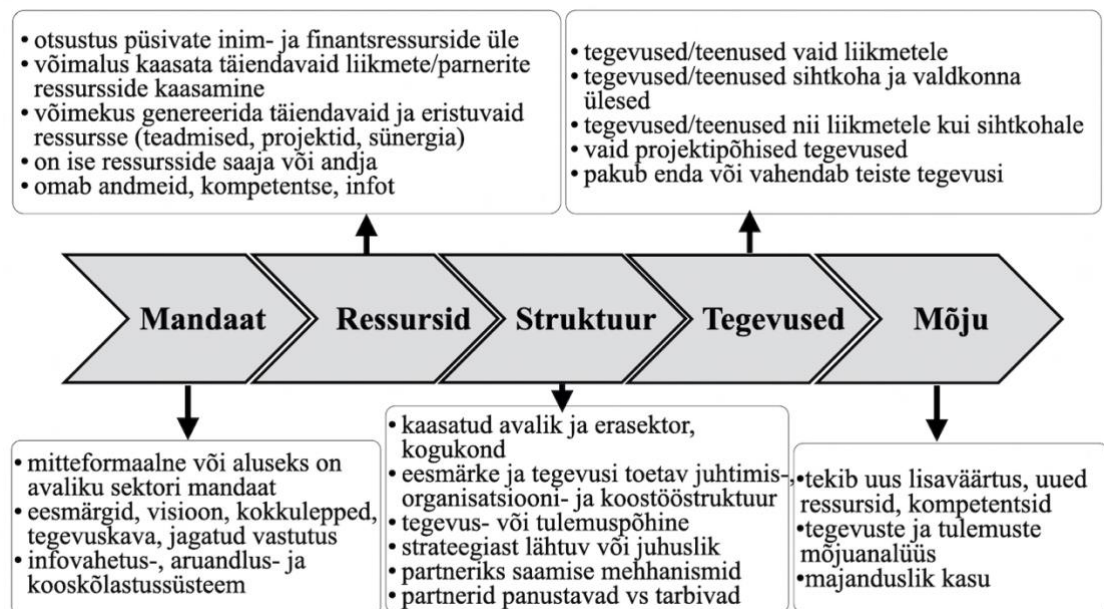 • otsustus püsivate inim- ja finantsressurside üle
• võimalus kaasata täiendavaid liikmete/parnerite
ressursside kaasamine
• võimekus genereerida täiendavaid ja eristuvaid
ressursse (teadmised, projektid, sünergia)
• on ise ressursside saaja või andja
• omab andmeid, kompetentse, infot
• tegevused/teenused vaid liikmetele
• tegevused/teenused sihtkoha ja valdkonna
ülesed
• tegevused/teenused nii liikmetele kui sihtkohale
• vaid projektipõhised tegevused
• pakub enda või vahendab teiste tegevusi
Mandaat Ressursid Struktuur Tegevused Mõju
• mitteformaalne või aluseks on
avaliku sektori mandaat
• eesmärgid, visioon, kokkulepped,
tegevuskava, jagatud vastutus
• infovahetus-, aruandlus- ja
kooskõlastussüsteem
• kaasatud avalik ja erasektor,
kogukond
• eesmärke ja tegevusi toetav juhtimis-,
organisatsiooni- ja koostööstruktuur
• tegevus- või tulemuspõhine
• strateegiast lähtuv või juhuslik
• partneriks saamise mehhanismid
• partnerid panustavad vs tarbivad
• tekib uus lisaväärtus, uued
ressursid, kompetentsid
• tegevuste ja tulemuste
mõjuanalüüs
• majanduslik kasu